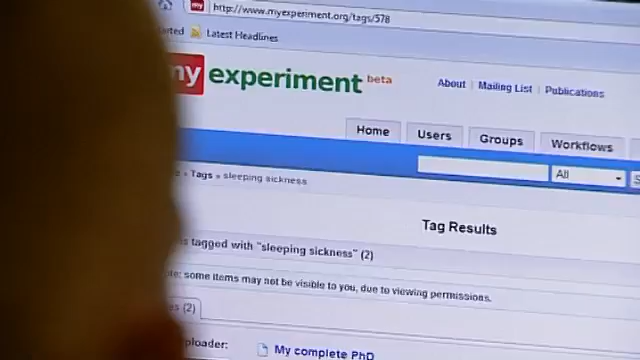 my http://www.myexperiment.org/tags/578
Latest Headlines
my experiment beta
About | Mailing List | Publications
Home Users Groups Workflows
All
» Tags » sleeping sickness
Tag Results
tagged with "sleeping sickness" (2)
some items may not be visible to you, due to viewing permissions.
(2)
My complete PhD